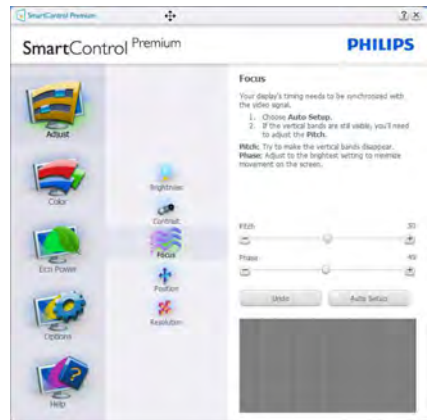 SmartControl Premium
SmartControl Premium
PHILIPS
Adjust
Color
Eco Power
Options
Help
Brightness
Contrast
Focus
Position
Resolution
Focus
Your display's timing needs to be synchronized with
the video signal.
1. Choose Auto Setup.
2. If the vertical bands are still visible, you'll need
to adjust the Pitch.
Pitch: Try to make the vertical bands disappear.
Phase: Adjust to the brightest setting to minimize
movement on the screen.
Pitch 50
Phase
Undo Auto Setup